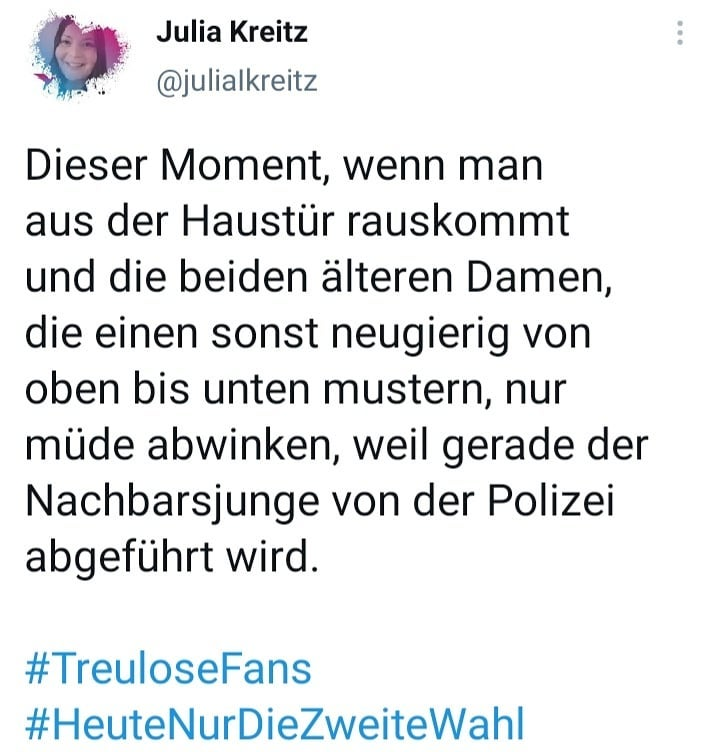 Julia Kreitz
@julialkreitz
Dieser Moment, wenn man
aus der Haustür rauskommt
und die beiden älteren Damen,
die einen sonst neugierig von
oben bis unten mustern, nur
müde abwinken, weil gerade der
Nachbarsjunge von der Polizei
abgeführt wird.
#TreuloseFans
#HeuteNurDieZweiteWahl